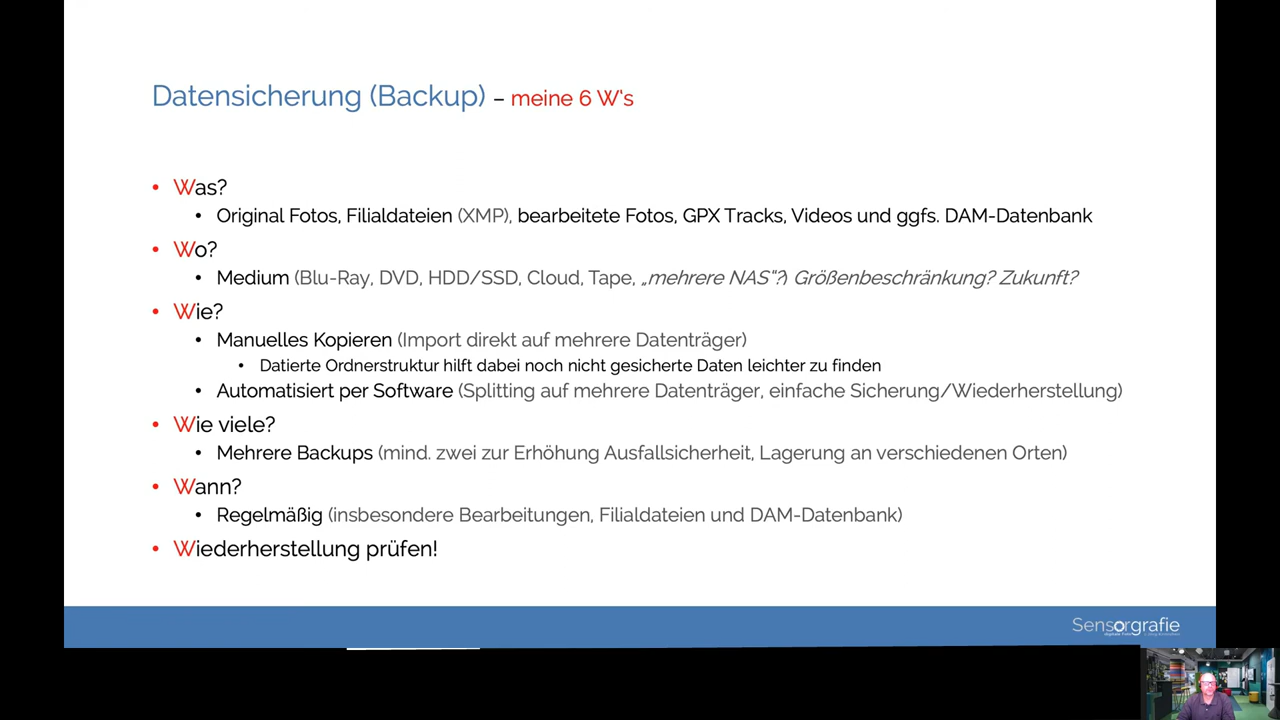 Datensicherung (Backup) – meine 6 W's
• Was?
• Original Fotos, Filialdateien (XMP), bearbeitete Fotos, GPX Tracks, Videos und ggfs. DAM-Datenbank
• Wo?
• Medium (Blu-Ray, DVD, HDD/SSD, Cloud, Tape, „mehrere NAS“?) Größenbeschränkung? Zukunft?
• Wie?
• Manuelles Kopieren (Import direkt auf mehrere Datenträger)
• Datierte Ordnerstruktur hilft dabei noch nicht gesicherte Daten leichter zu finden
• Automatisiert per Software (Splitting auf mehrere Datenträger, einfache Sicherung/Wiederherstellung)
• Wie viele?
• Mehrere Backups (mind. zwei zur Erhöhung Ausfallsicherheit, Lagerung an verschiedenen Orten)
• Wann?
• Regelmäßig (insbesondere Bearbeitungen, Filialdateien und DAM-Datenbank)
• Wiederherstellung prüfen!
Sensorgrafie